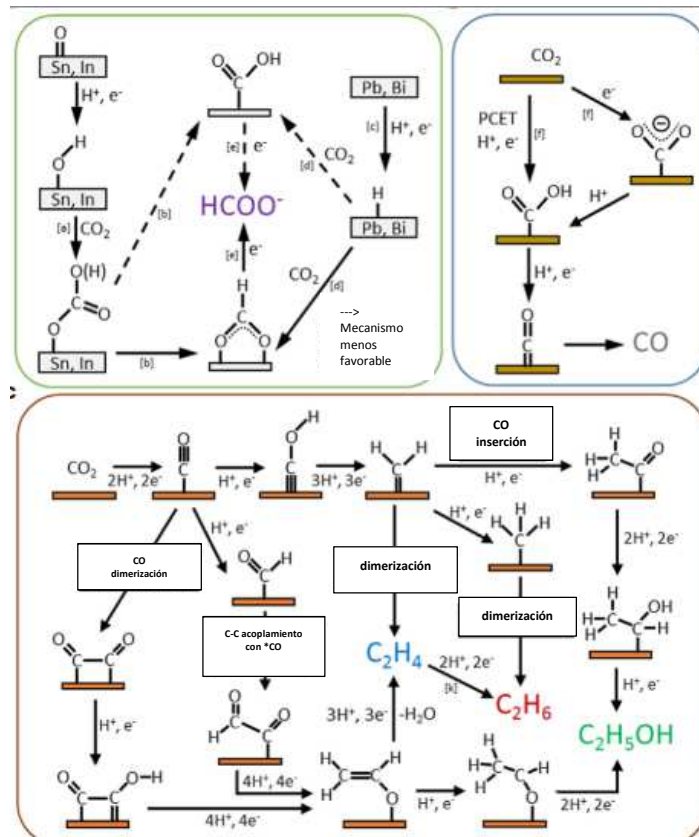 O
Sn, In
H⁺, e⁻
H
O
Sn, In
[a] CO₂
O(H)
O
O
Sn, In
[b]
[b]
O
OH
[e] e⁻
HCOO⁻
[e] e⁻
H
C
O O
Pb, Bi
[c] H⁺, e⁻
CO₂
[d]
H
Pb, Bi
CO₂ [d]
--->
Mecanismo
menos
favorable
CO₂
PCET
H⁺, e⁻
[f]
e⁻
[f]
O O
C
O
OH
C
H⁺
H⁺, e⁻
O
C
CO
c
CO₂
2H⁺, 2e⁻
O
C
H⁺, e⁻
H
O
C
3H⁺, 3e⁻
H H
C
CO
inserción
H⁺, e⁻
H
H C O
H C
CO
dimerización
H⁺, e⁻
O H
C
C-C acoplamiento
con *CO
dimerización
H⁺, e⁻
H
H H
C
dimerización
2H⁺, 2e⁻
H
H C OH
H C H
O O
C C
H⁺, e⁻
O O
H C C
4H⁺, 4e⁻
C₂H₄
2H⁺, 2e⁻
[k]
C₂H₆
H⁺, e⁻
C₂H₅OH
3H⁺, 3e⁻ -H₂O
O O H
C C
4H⁺, 4e⁻
H H
C C
H O
H⁺, e⁻
H H
H C C H
H O
2H⁺, 2e⁻